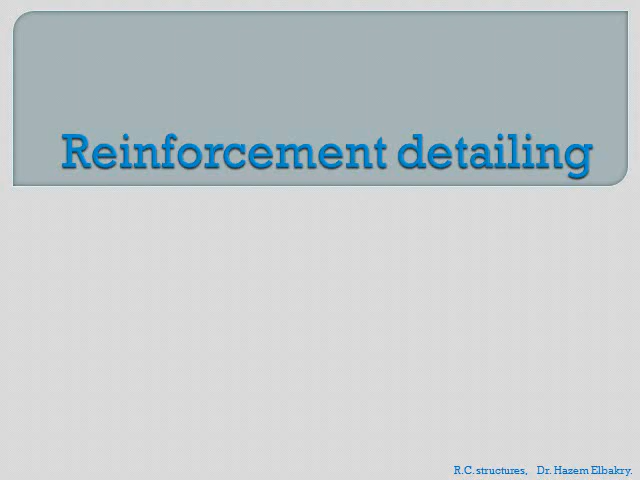 Reinforcement detailing
R.C. structures,   Dr. Hazem Elbakry.